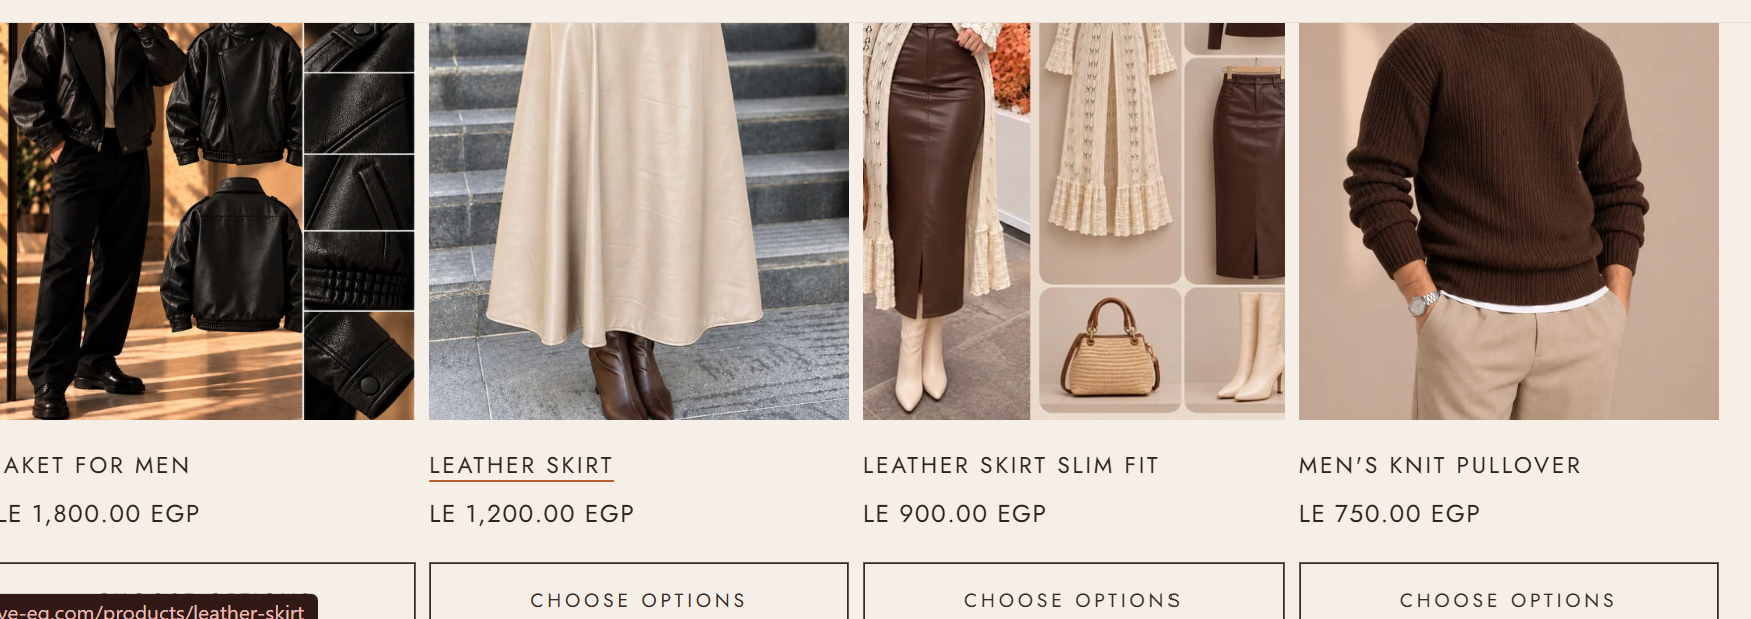 AKET FOR MEN
LE 1,800.00 EGP
LEATHER SKIRT
LE 1,200.00 EGP
CHOOSE OPTIONS
LEATHER SKIRT SLIM FIT
LE 900.00 EGP
CHOOSE OPTIONS
MEN'S KNIT PULLOVER
LE 750.00 EGP
CHOOSE OPTIONS
ve-eg.com/products/leather-skirt